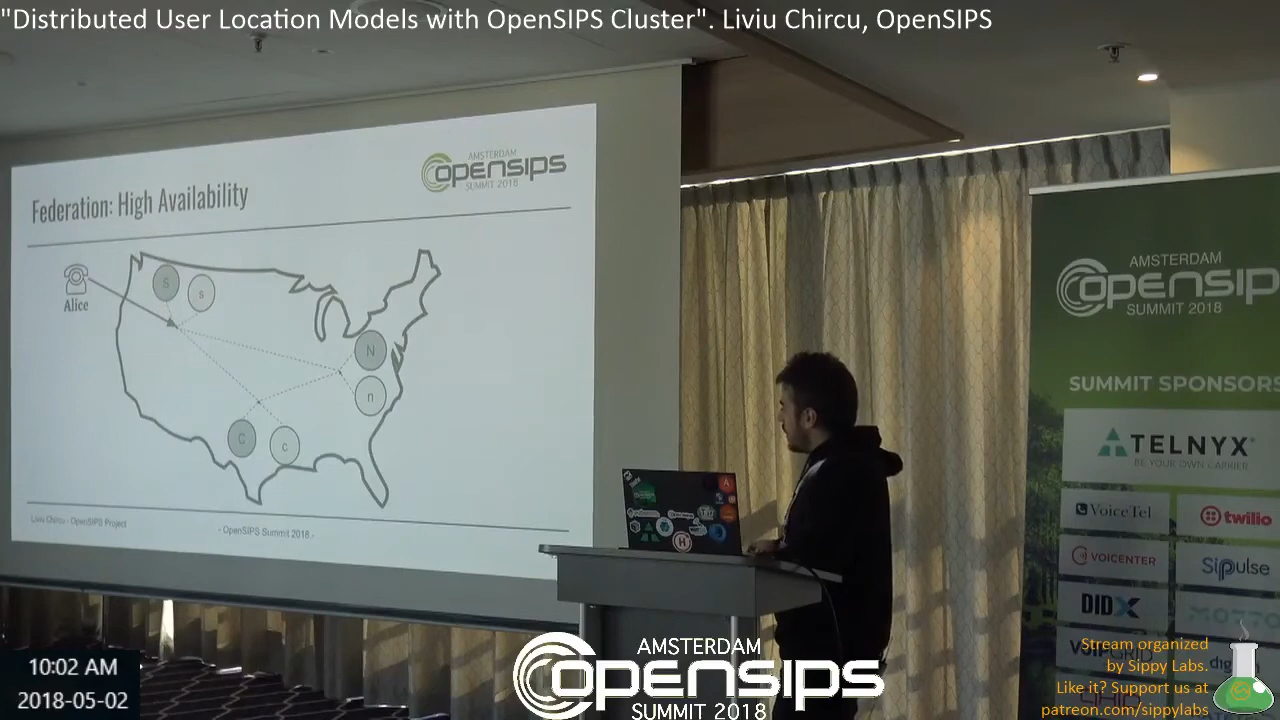 "Distributed User Location Models with OpenSIPS Cluster". Liviu Chircu, OpenSIPS
AMSTERDAM
OPENSIPS
SUMMIT 2018
Federation: High Availability
Alice
S
s
N
n
C
c
Liviu Chircu - OpenSIPS Project
- OpenSIPS Summit 2018 -
AMSTERDAM
OPENSIP
SUMMIT 2018
SUMMIT SPONSORS
TELNYX
BE YOUR OWN CARRIER
VoiceTel
twilio
VOICENTER
Sipulse
DIDX
VOIPGRID
digi
10:02 AM
2018-05-02
AMSTERDAM
OPENSIPS
SUMMIT 2018
Stream organized
by Sippy Labs.
Like it? Support us at
patreon.com/sippylabs